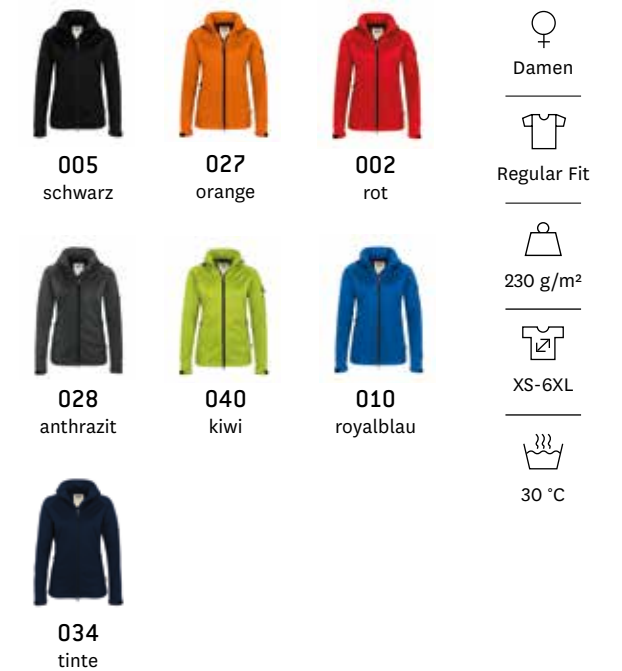 005
schwarz
027
orange
002
rot
028
anthrazit
040
kiwi
010
royalblau
034
tinte
Damen
Regular Fit
230 g/m²
XS-6XL
30 °C